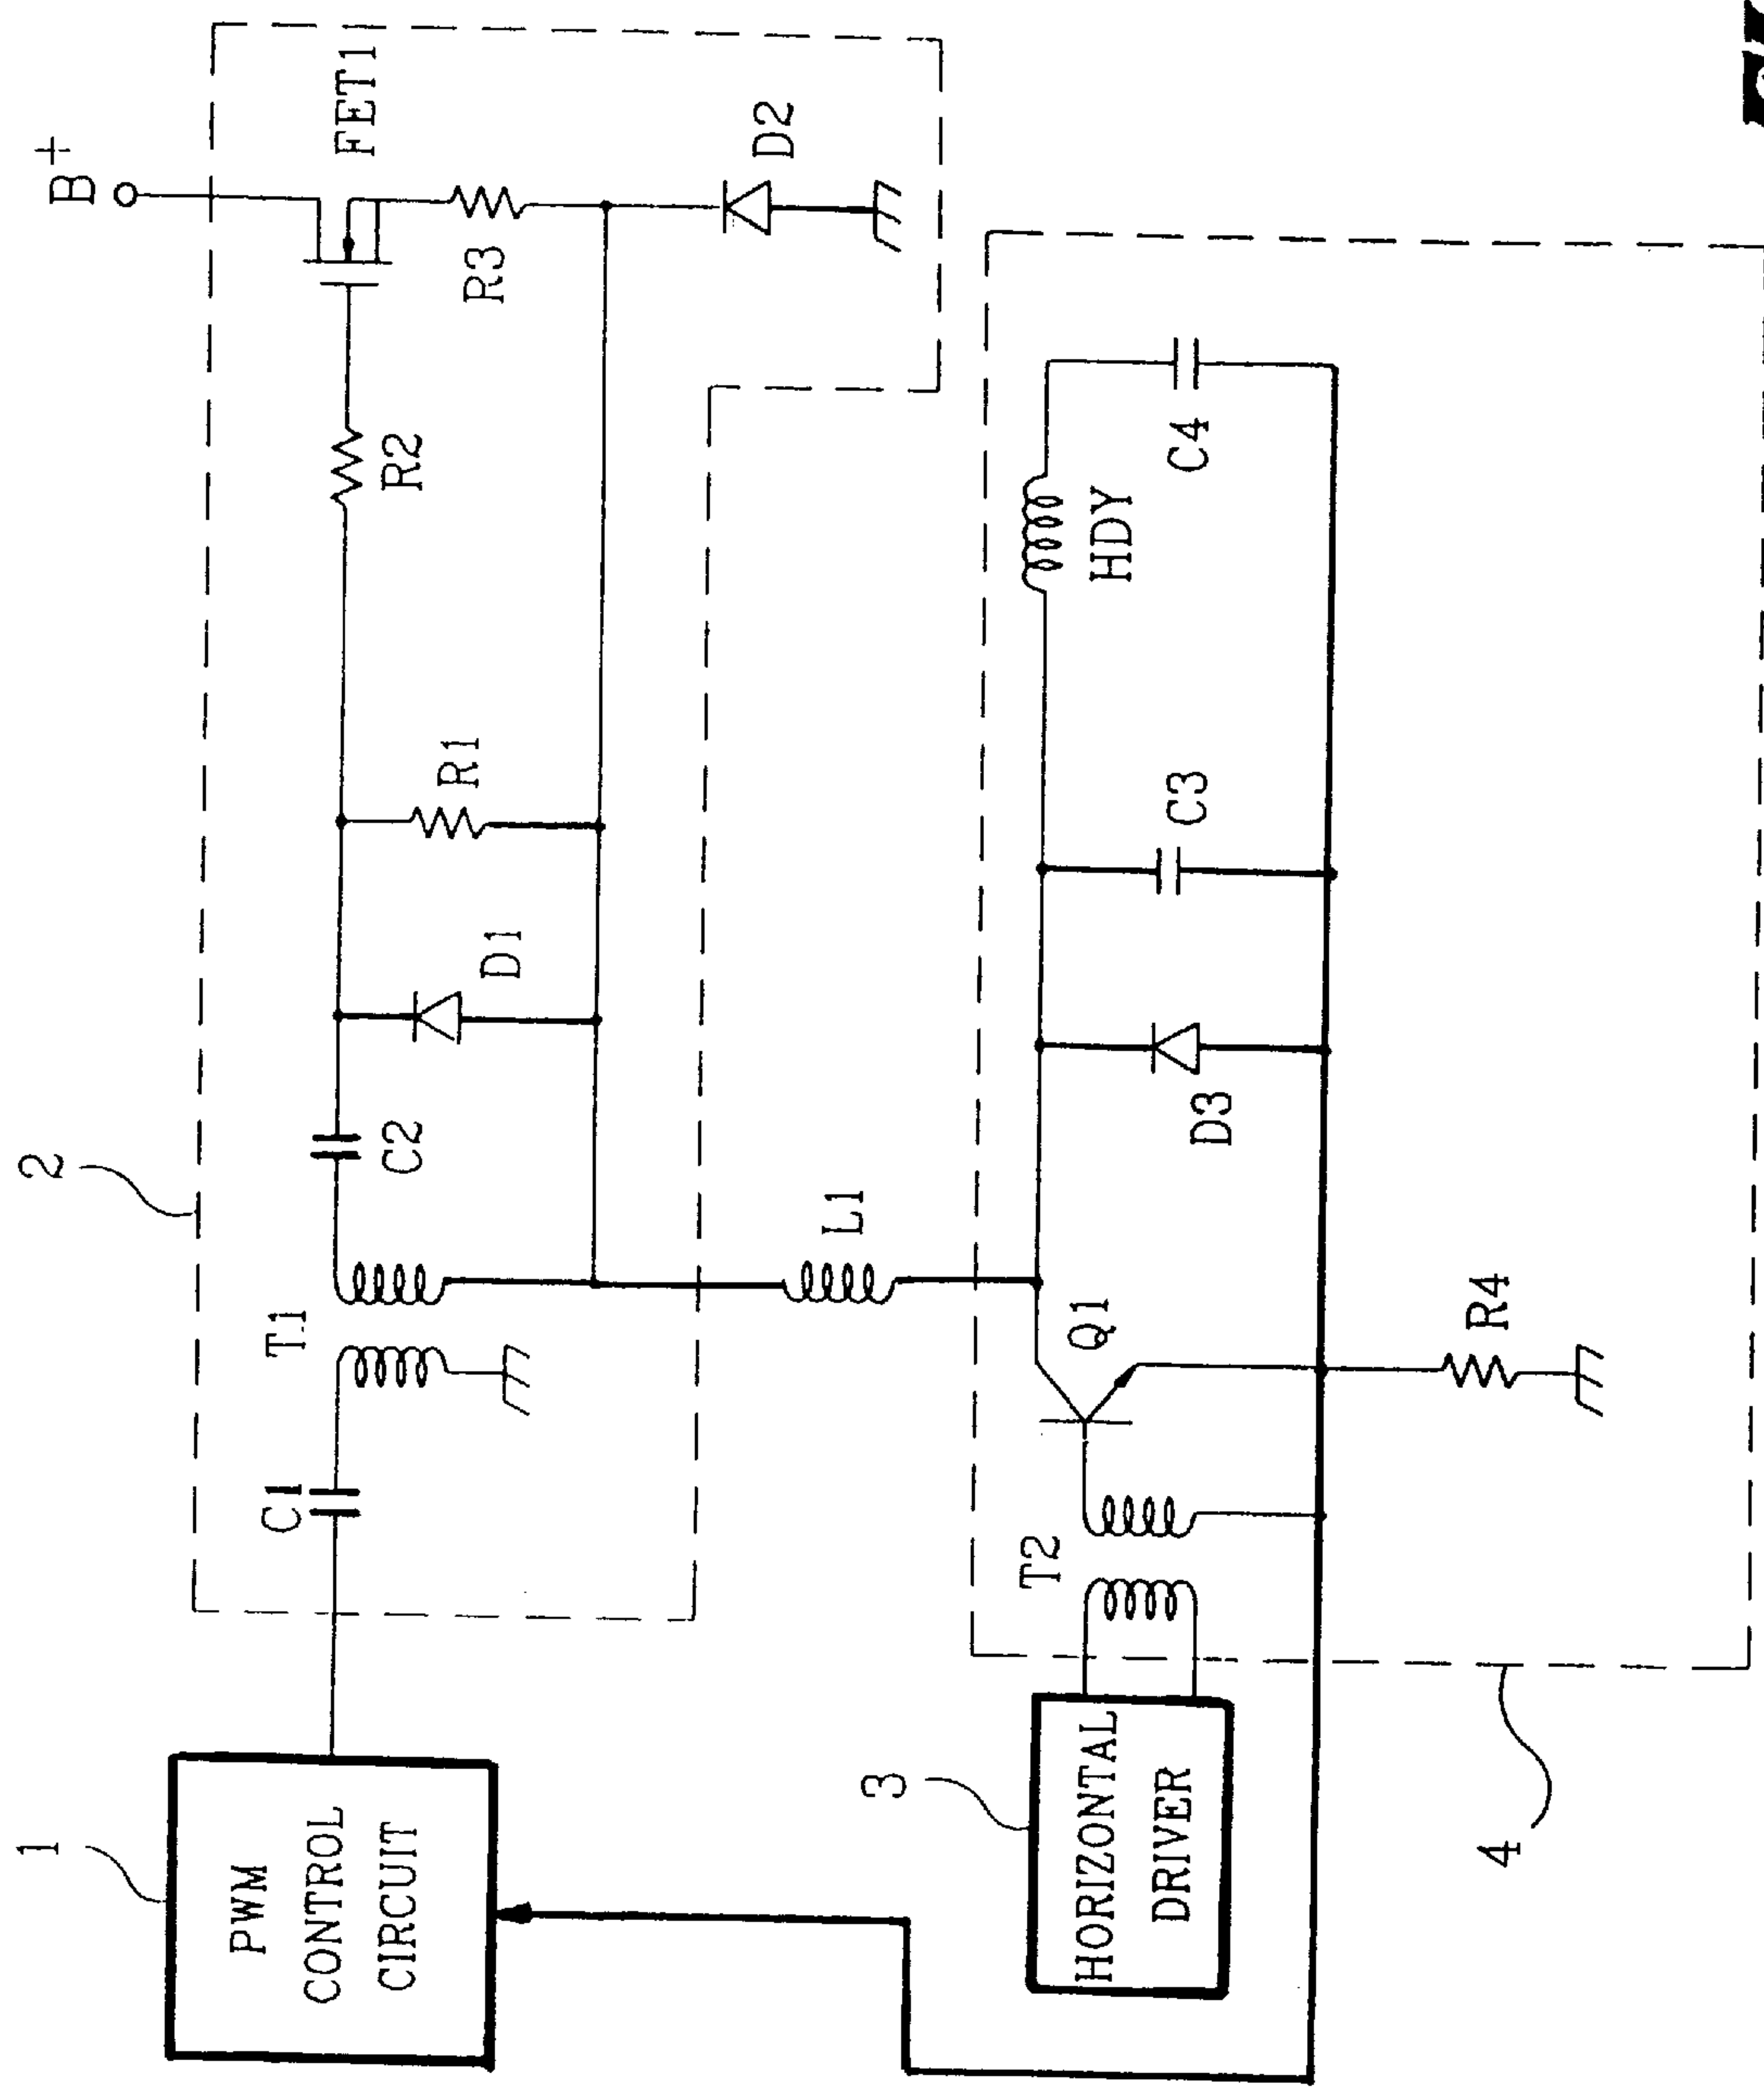 B+
2
FET1
1
T1
C1
C2
R2
D1
R1
R3
D2
PWM
CONTROL
CIRCUIT
L1
3
T2
Q1
HDY
HORIZONTAL
DRIVER
D3
C3
C4
R4
4